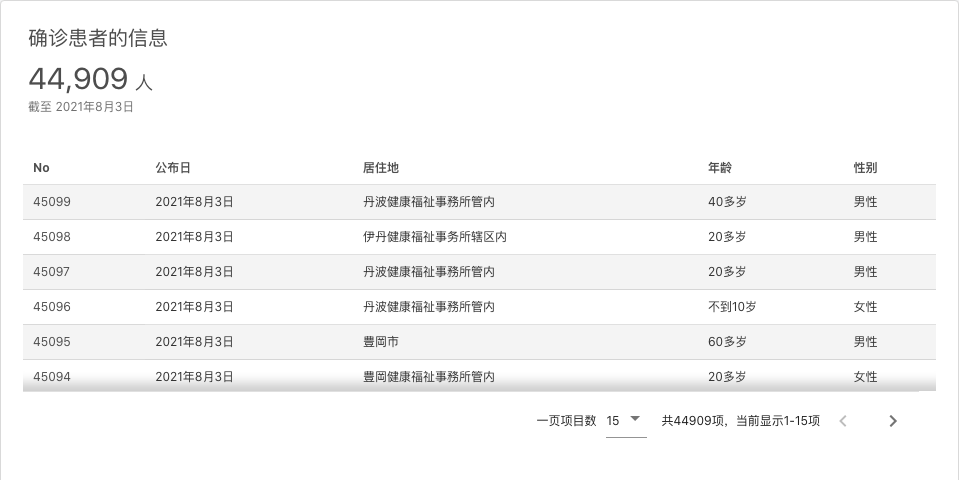 确诊患者的信息
44,909 人
截至 2021年8月3日
No 公布日 居住地 年龄 性别
45099 2021年8月3日 丹波健康福祉事務所管内 40多岁 男性
45098 2021年8月3日 伊丹健康福祉事务所辖区内 20多岁 男性
45097 2021年8月3日 丹波健康福祉事務所管内 20多岁 男性
45096 2021年8月3日 丹波健康福祉事務所管内 不到10岁 女性
45095 2021年8月3日 豊岡市 60多岁 男性
45094 2021年8月3日 豊岡健康福祉事務所管内 20多岁 女性
一页项目数 15 共44909项，当前显示1-15项